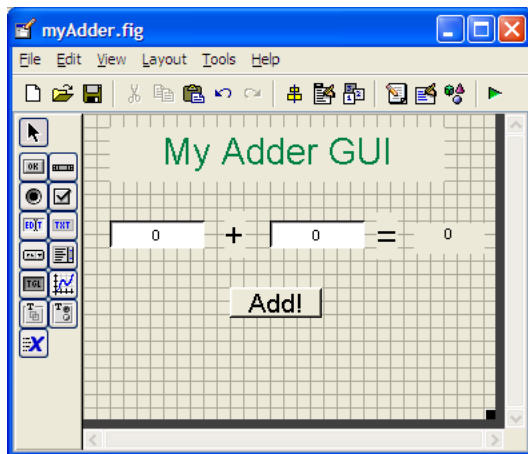 myAdder.fig
File Edit View Layout Tools Help
My Adder GUI
0 + 0 = 0
Add!
OK
EDIT TXT
TGL